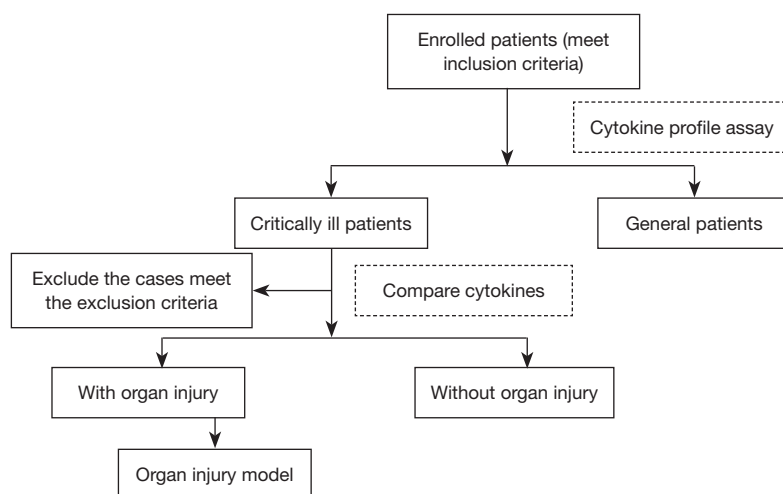 Enrolled patients (meet
inclusion criteria)
Cytokine profile assay
Critically ill patients
General patients
Exclude the cases meet
the exclusion criteria
Compare cytokines
With organ injury
Without organ injury
Organ injury model